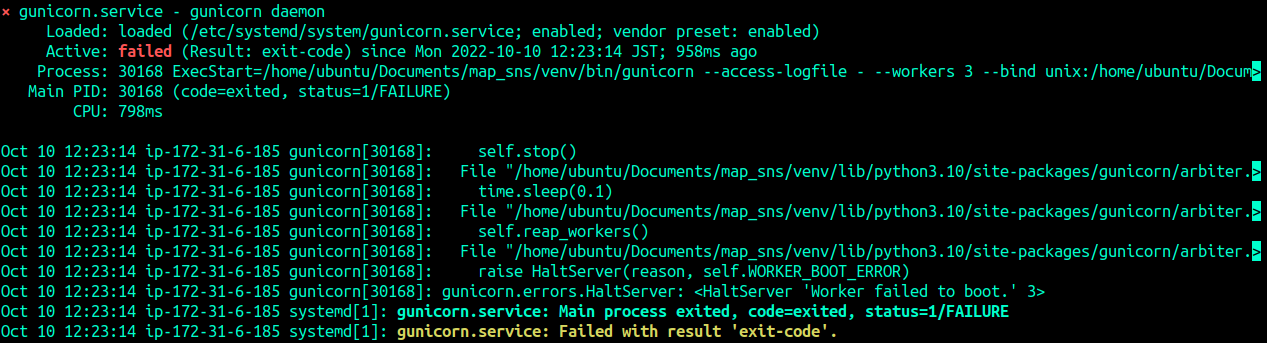 × gunicorn.service - gunicorn daemon
Loaded: loaded (/etc/systemd/system/gunicorn.service; enabled; vendor preset: enabled)
Active: failed (Result: exit-code) since Mon 2022-10-10 12:23:14 JST; 958ms ago
Process: 30168 ExecStart=/home/ubuntu/Documents/map_sns/venv/bin/gunicorn --access-logfile - --workers 3 --bind unix:/home/ubuntu/Docum>
Main PID: 30168 (code=exited, status=1/FAILURE)
CPU: 798ms
Oct 10 12:23:14 ip-172-31-6-185 gunicorn[30168]:     self.stop()
Oct 10 12:23:14 ip-172-31-6-185 gunicorn[30168]:   File "/home/ubuntu/Documents/map_sns/venv/lib/python3.10/site-packages/gunicorn/arbiter.>
Oct 10 12:23:14 ip-172-31-6-185 gunicorn[30168]:     time.sleep(0.1)
Oct 10 12:23:14 ip-172-31-6-185 gunicorn[30168]:   File "/home/ubuntu/Documents/map_sns/venv/lib/python3.10/site-packages/gunicorn/arbiter.>
Oct 10 12:23:14 ip-172-31-6-185 gunicorn[30168]:     self.reap_workers()
Oct 10 12:23:14 ip-172-31-6-185 gunicorn[30168]:   File "/home/ubuntu/Documents/map_sns/venv/lib/python3.10/site-packages/gunicorn/arbiter.>
Oct 10 12:23:14 ip-172-31-6-185 gunicorn[30168]:     raise HaltServer(reason, self.WORKER_BOOT_ERROR)
Oct 10 12:23:14 ip-172-31-6-185 gunicorn[30168]: gunicorn.errors.HaltServer: <HaltServer 'Worker failed to boot.' 3>
Oct 10 12:23:14 ip-172-31-6-185 systemd[1]: gunicorn.service: Main process exited, code=exited, status=1/FAILURE
Oct 10 12:23:14 ip-172-31-6-185 systemd[1]: gunicorn.service: Failed with result 'exit-code'.